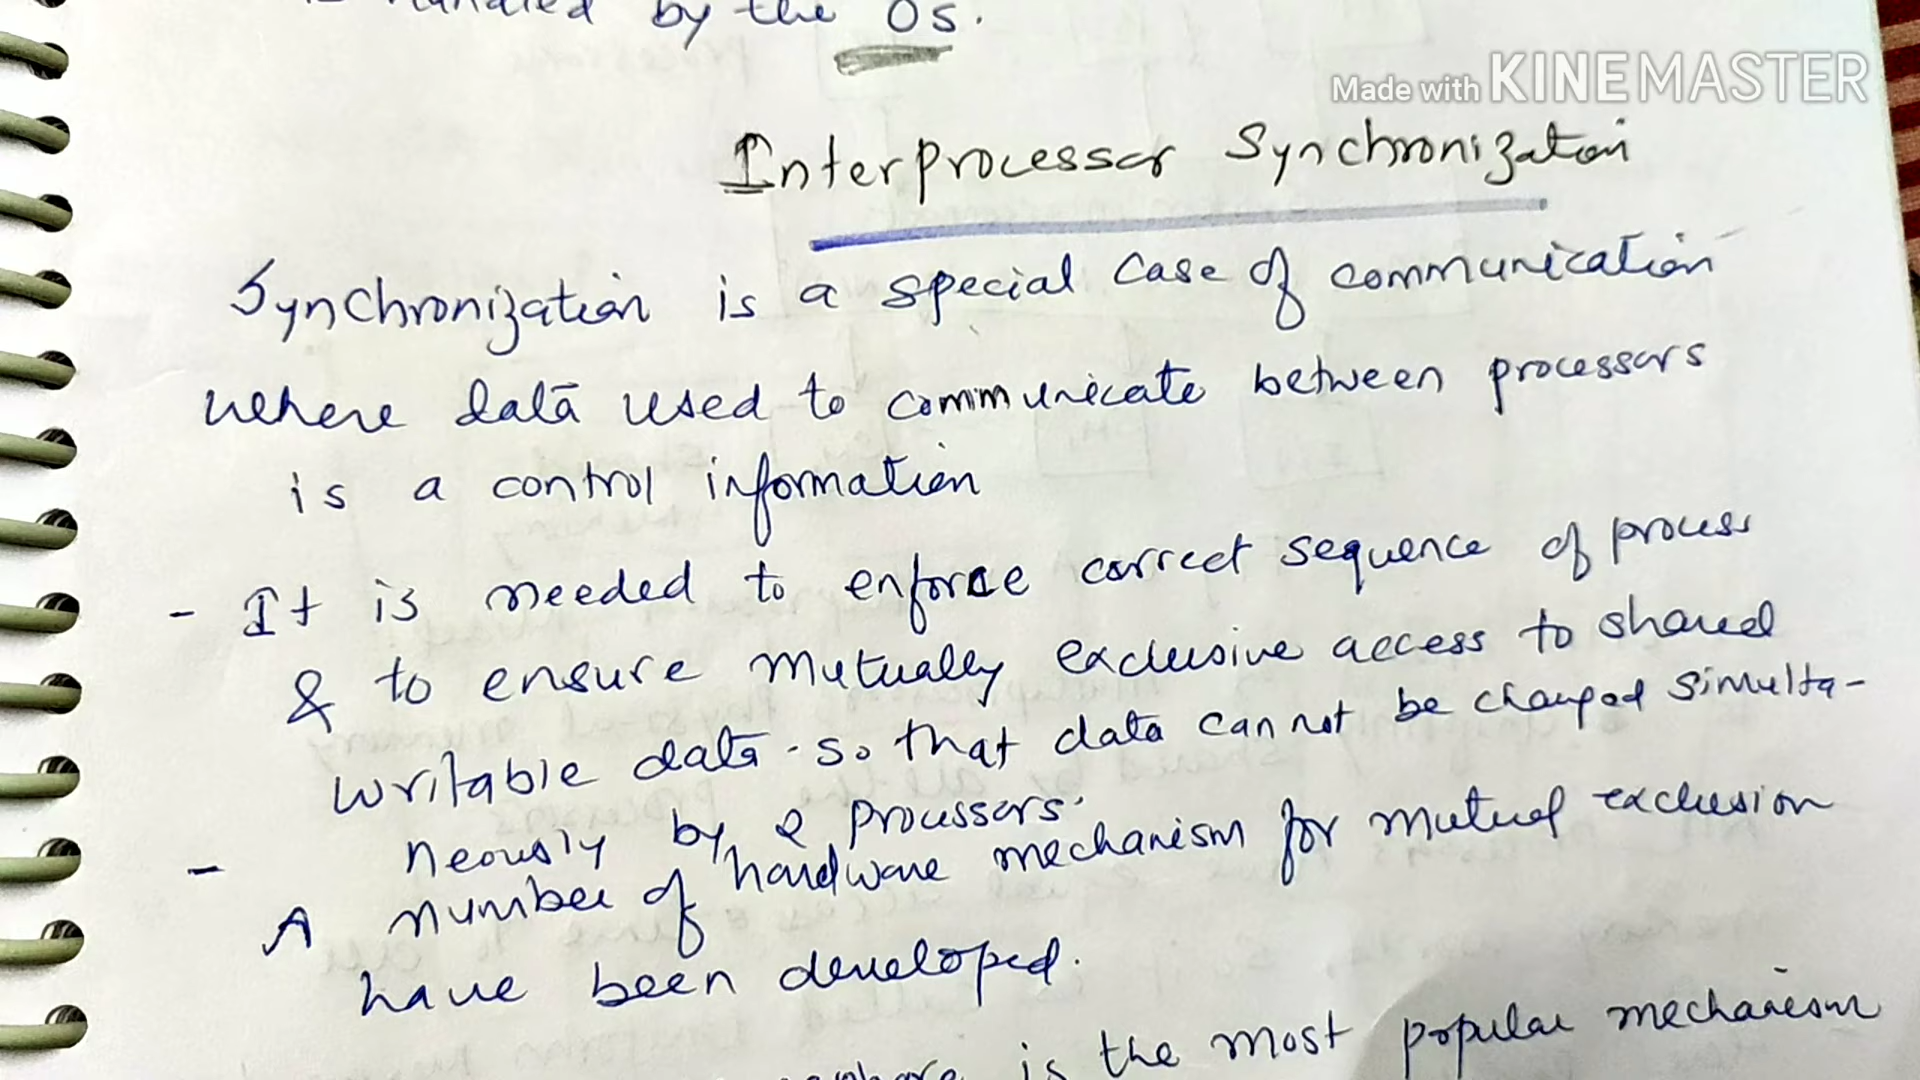 handled by the OS.
Made with KINEMASTER
Interprocessor Synchronization
Synchronization is a special case of communication
where data used to communicate between processors
is a control information
- It is needed to enforce correct sequence of process
& to ensure mutually exclusive access to shared
writable data. so that data can not be changed simulta-
neously by 2 processors.
- A number of hardware mechanism for mutual exclusion
have been developed.
is the most popular mechanism